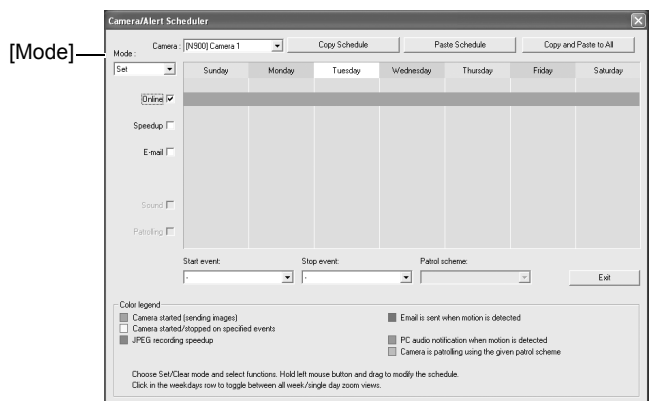 Camera/Alert Scheduler
[Mode]
Mode :
Camera : [N900] Camera 1
Copy Schedule
Paste Schedule
Copy and Paste to All
Set
Sunday Monday Tuesday Wednesday Thursday Friday Saturday
Online
Speedup
E-mail
Sound
Patrolling
Start event: Stop event: Patrol scheme:
- -
Exit
Color legend
Camera started (sending images)
Camera started/stopped on specified events
JPEG recording speedup
Email is sent when motion is detected
PC audio notification when motion is detected
Camera is patrolling using the given patrol scheme
Choose Set/Clear mode and select functions. Hold left mouse button and drag to modify the schedule.
Click in the weekdays row to toggle between all week/single day zoom views.